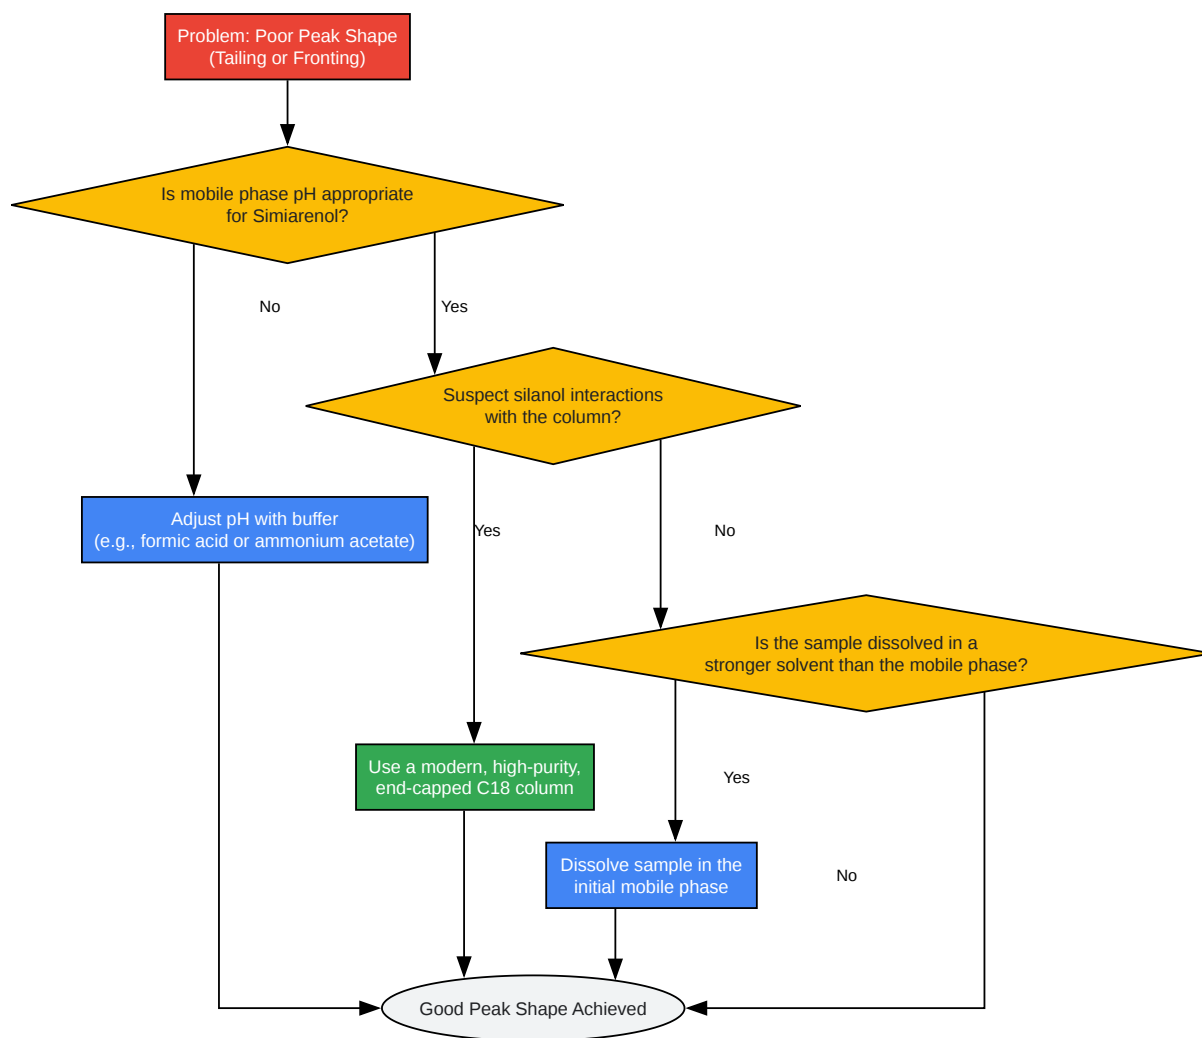 Problem: Poor Peak Shape
(Tailing or Fronting)
Is mobile phase pH appropriate
for Simiarenol?
No
Yes
Suspect silanol interactions
with the column?
Adjust pH with buffer
(e.g., formic acid or ammonium acetate)
Yes
No
Is the sample dissolved in a
stronger solvent than the mobile phase?
Use a modern, high-purity,
end-capped C18 column
Yes
Dissolve sample in the
initial mobile phase
No
Good Peak Shape Achieved